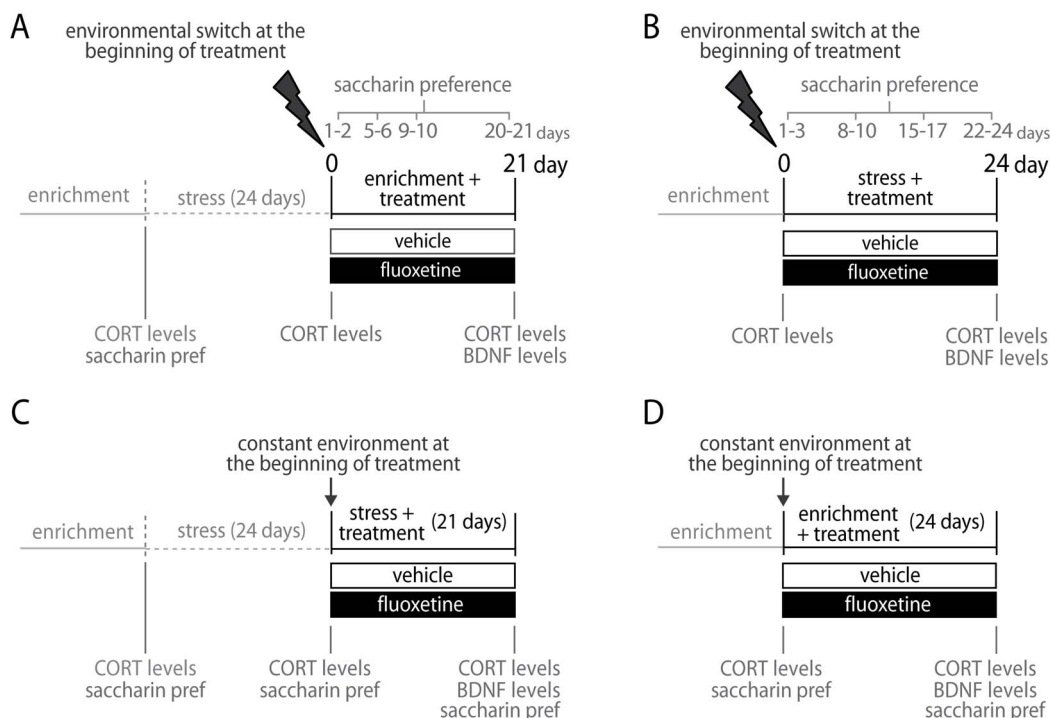 A
environmental switch at the
beginning of treatment
saccharin preference
1-2 5-6 9-10 20-21 days
0 21 day
enrichment stress (24 days) enrichment +
treatment
vehicle
fluoxetine
CORT levels
saccharin pref
CORT levels
CORT levels
BDNF levels
B
environmental switch at the
beginning of treatment
saccharin preference
1-3 8-10 15-17 22-24 days
0 24 day
enrichment stress +
treatment
vehicle
fluoxetine
CORT levels
CORT levels
BDNF levels
C
constant environment at
the beginning of treatment
enrichment stress (24 days) stress +
treatment (21 days)
vehicle
fluoxetine
CORT levels
saccharin pref
CORT levels
saccharin pref
CORT levels
BDNF levels
saccharin pref
D
constant environment at
the beginning of treatment
enrichment enrichment
+ treatment (24 days)
vehicle
fluoxetine
CORT levels
saccharin pref
CORT levels
BDNF levels
saccharin pref